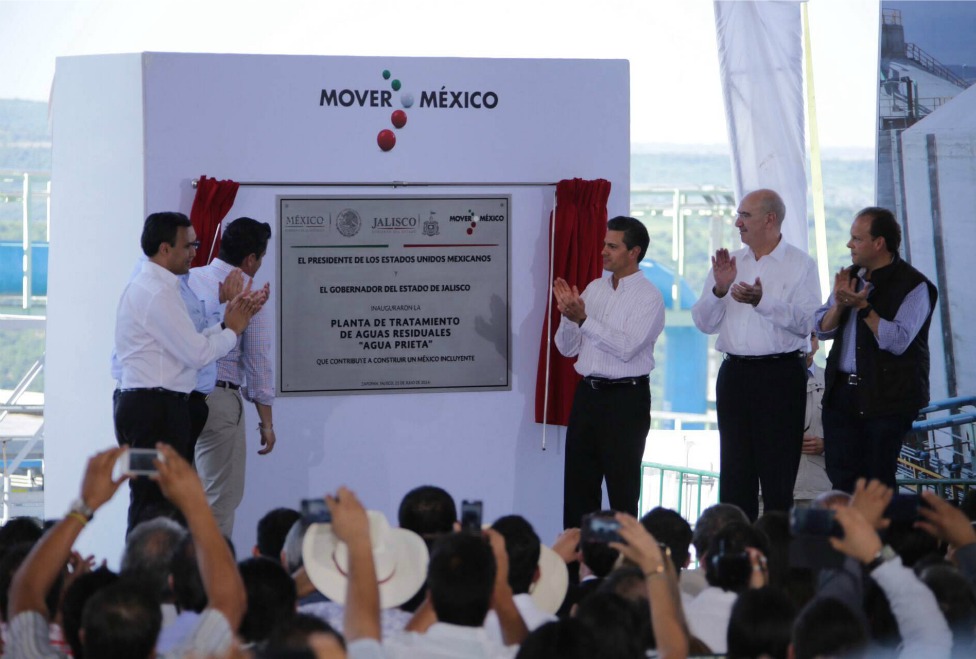 MOVER MÉXICO
MÉXICO JALISCO MOVER MÉXICO
EL PRESIDENTE DE LOS ESTADOS UNIDOS MEXICANOS
Y
EL GOBERNADOR DEL ESTADO DE JALISCO
INAUGURARON LA
PLANTA DE TRATAMIENTO
DE AGUAS RESIDUALES
"AGUA PRIETA"
QUE CONTRIBUYE A CONSTRUIR UN MÉXICO INCLUYENTE